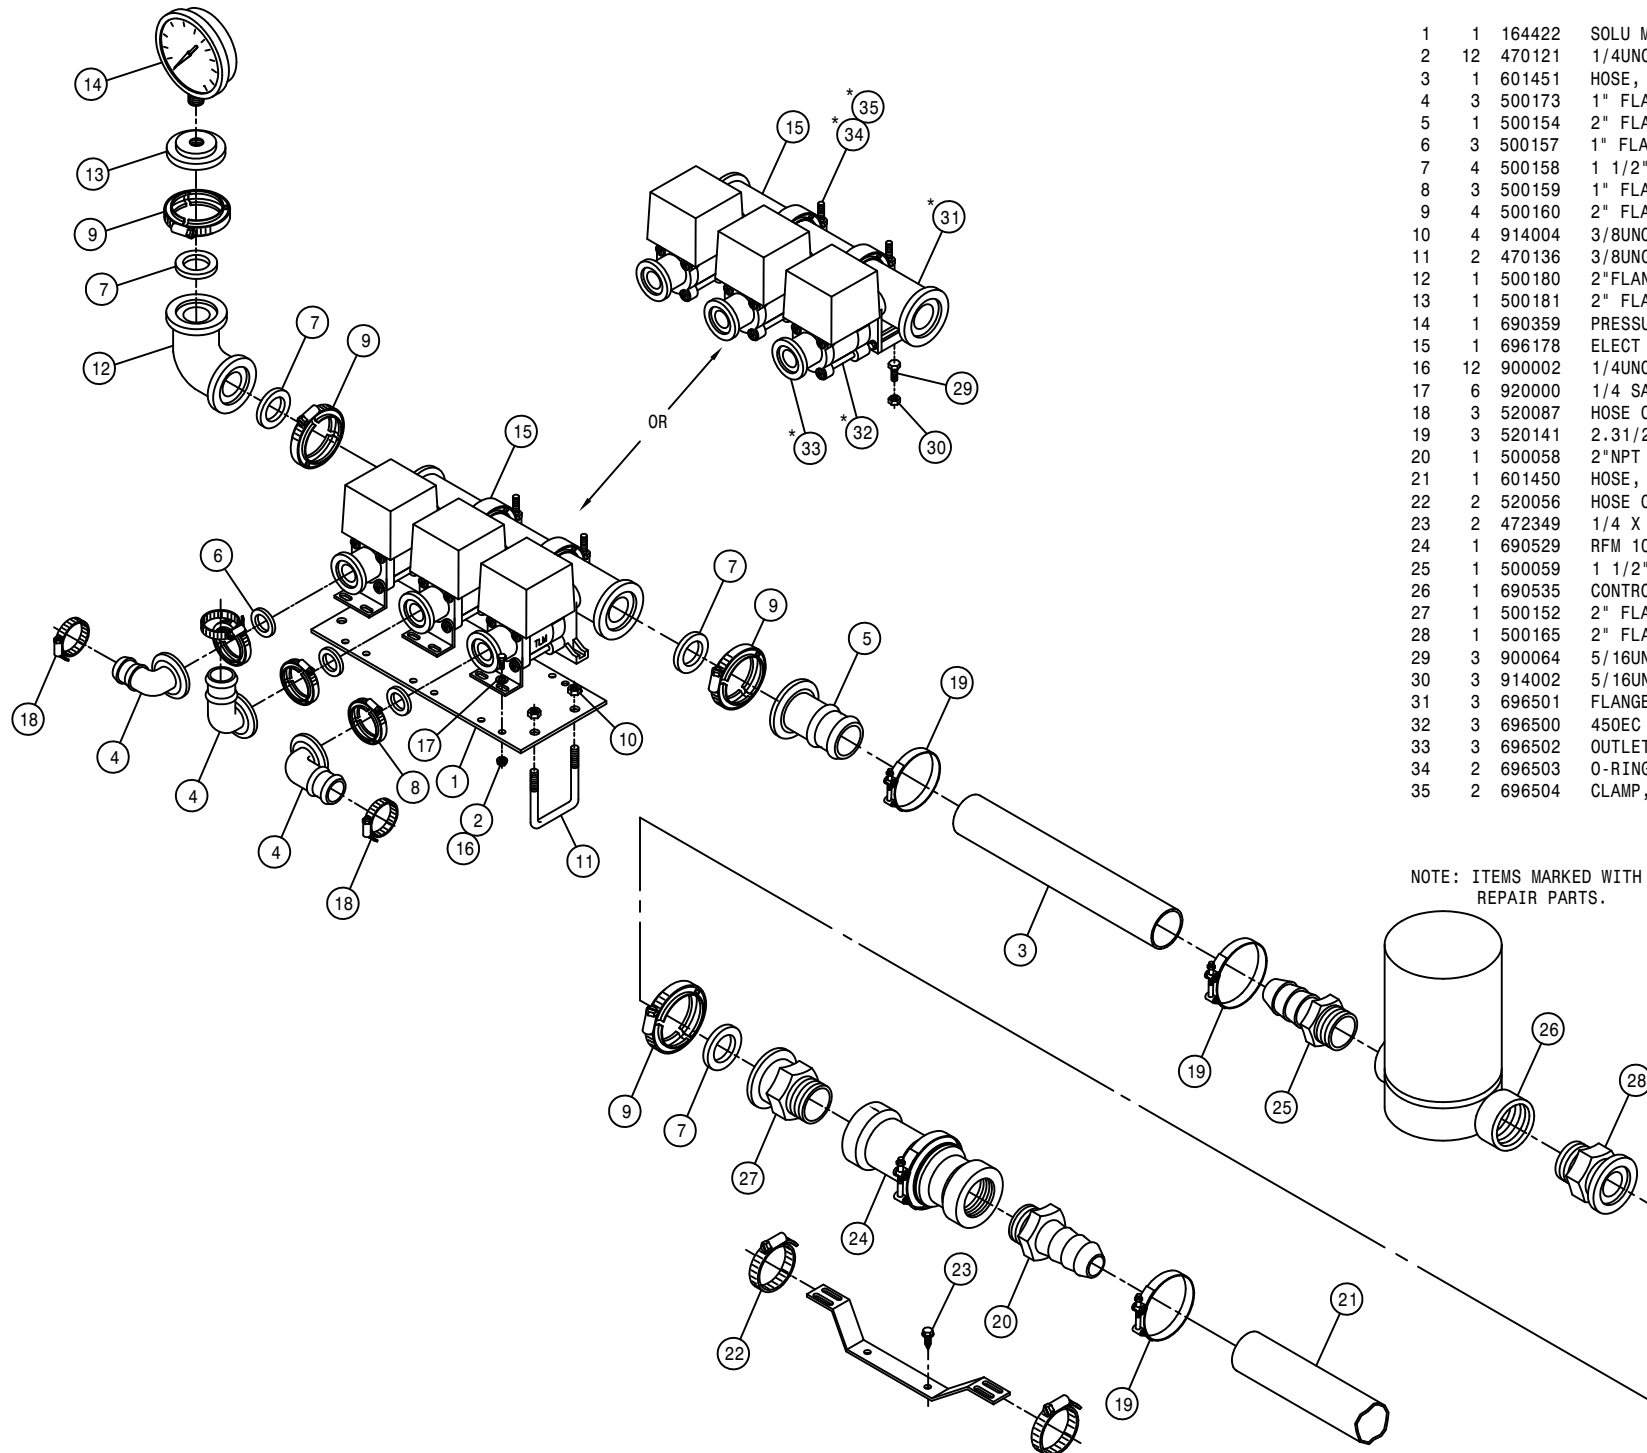 1 1 164422 SOLU M
2 12 470121 1/4UNC
3 1 601451 HOSE,
4 3 500173 1" FLA
5 1 500154 2" FLA
6 3 500157 1" FLA
7 4 500158 1 1/2"
8 3 500159 1" FLA
9 4 500160 2" FLA
10 4 914004 3/8UNC
11 2 470136 3/8UNC
12 1 500180 2"FLAN
13 1 500181 2" FLA
14 1 690359 PRESSU
15 1 696178 ELECT
16 12 900002 1/4UNC
17 6 920000 1/4 SA
18 3 520087 HOSE C
19 3 520141 2.31/2
20 1 500058 2"NPT
21 1 601450 HOSE,
22 2 520056 HOSE C
23 2 472349 1/4 X
24 1 690529 RFM 10
25 1 500059 1 1/2"
26 1 690535 CONTRO
27 1 500152 2" FLA
28 1 500165 2" FLA
29 3 900064 5/16UN
30 3 914002 5/16UN
31 3 696501 FLANGE
32 3 696500 450EC
33 3 696502 OUTLET
34 2 696503 O-RING
35 2 696504 CLAMP,
NOTE: ITEMS MARKED WITH
REPAIR PARTS.
14
13
9
7
12
7
9
15
*35
*34
15
*31
29
30
*32
*33
OR
6
18
4
4
4
18
8
17
1
2
16
10
11
TLM
7
9
5
19
3
19
25
26
28
9
7
27
24
20
19
21
22
23